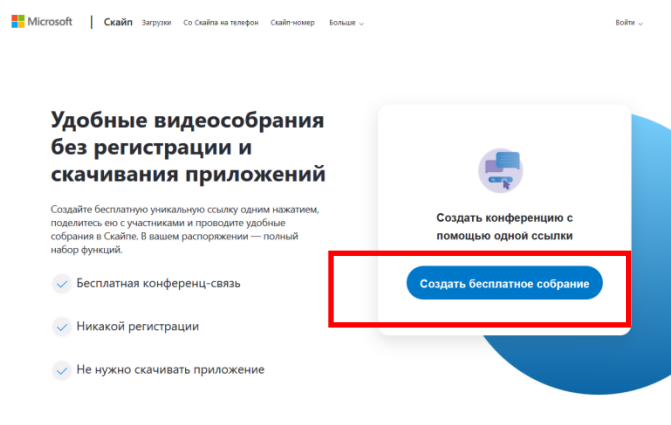 Microsoft | Скайп Загрузки Со Скайпа на телефон Скайп-номер Больше Войти
Удобные видеособрания
без регистрации и
скачивания приложений
Создайте бесплатную уникальную ссылку одним нажатием,
поделитесь ею с участниками и проводите удобные
собрания в Скайпе. В вашем распоряжении — полный
набор функций.
Бесплатная конференц-связь
Никакой регистрации
Не нужно скачивать приложение
Создать конференцию с
помощью одной ссылки
Создать бесплатное собрание